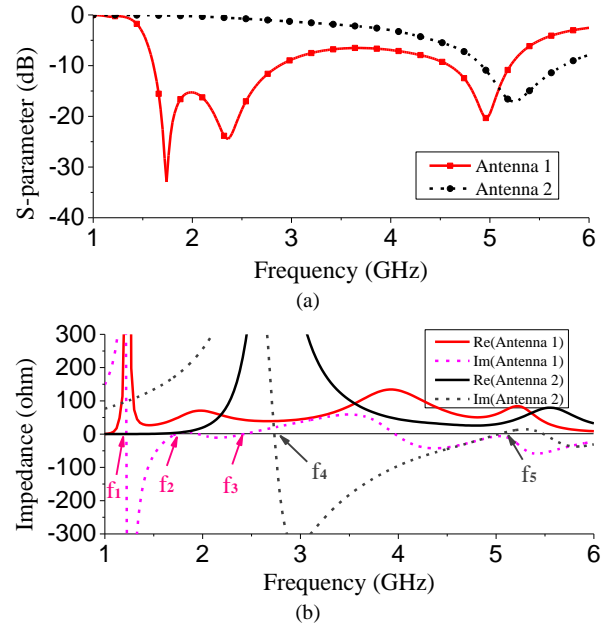 0
-10
-20
-30
-40
S-parameter (dB)
Antenna 1
Antenna 2
1 2 3 4 5 6
Frequency (GHz)
(a)
300
200
100
0
-100
-200
-300
Impedance (ohm)
Re(Antenna 1)
Im(Antenna 1)
Re(Antenna 2)
Im(Antenna 2)
f₁ f₂ f₃ f₄ f₅
1 2 3 4 5 6
Frequency (GHz)
(b)